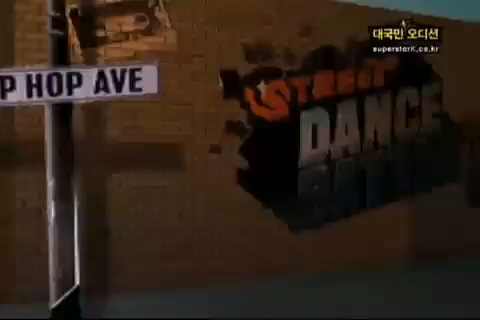 대국민 오디션
superstarK.co.kr
P HOP AVE
STREET
DANCE